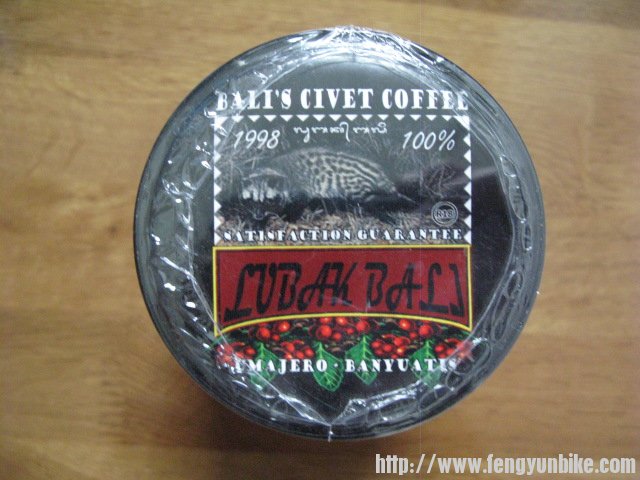 BALI'S CIVET COFFEE
1998 100%
SATISFACTION GUARANTEE
LUBAK BALI
UMAJERO · BANYUATIS
http://www.fengyunbike.com